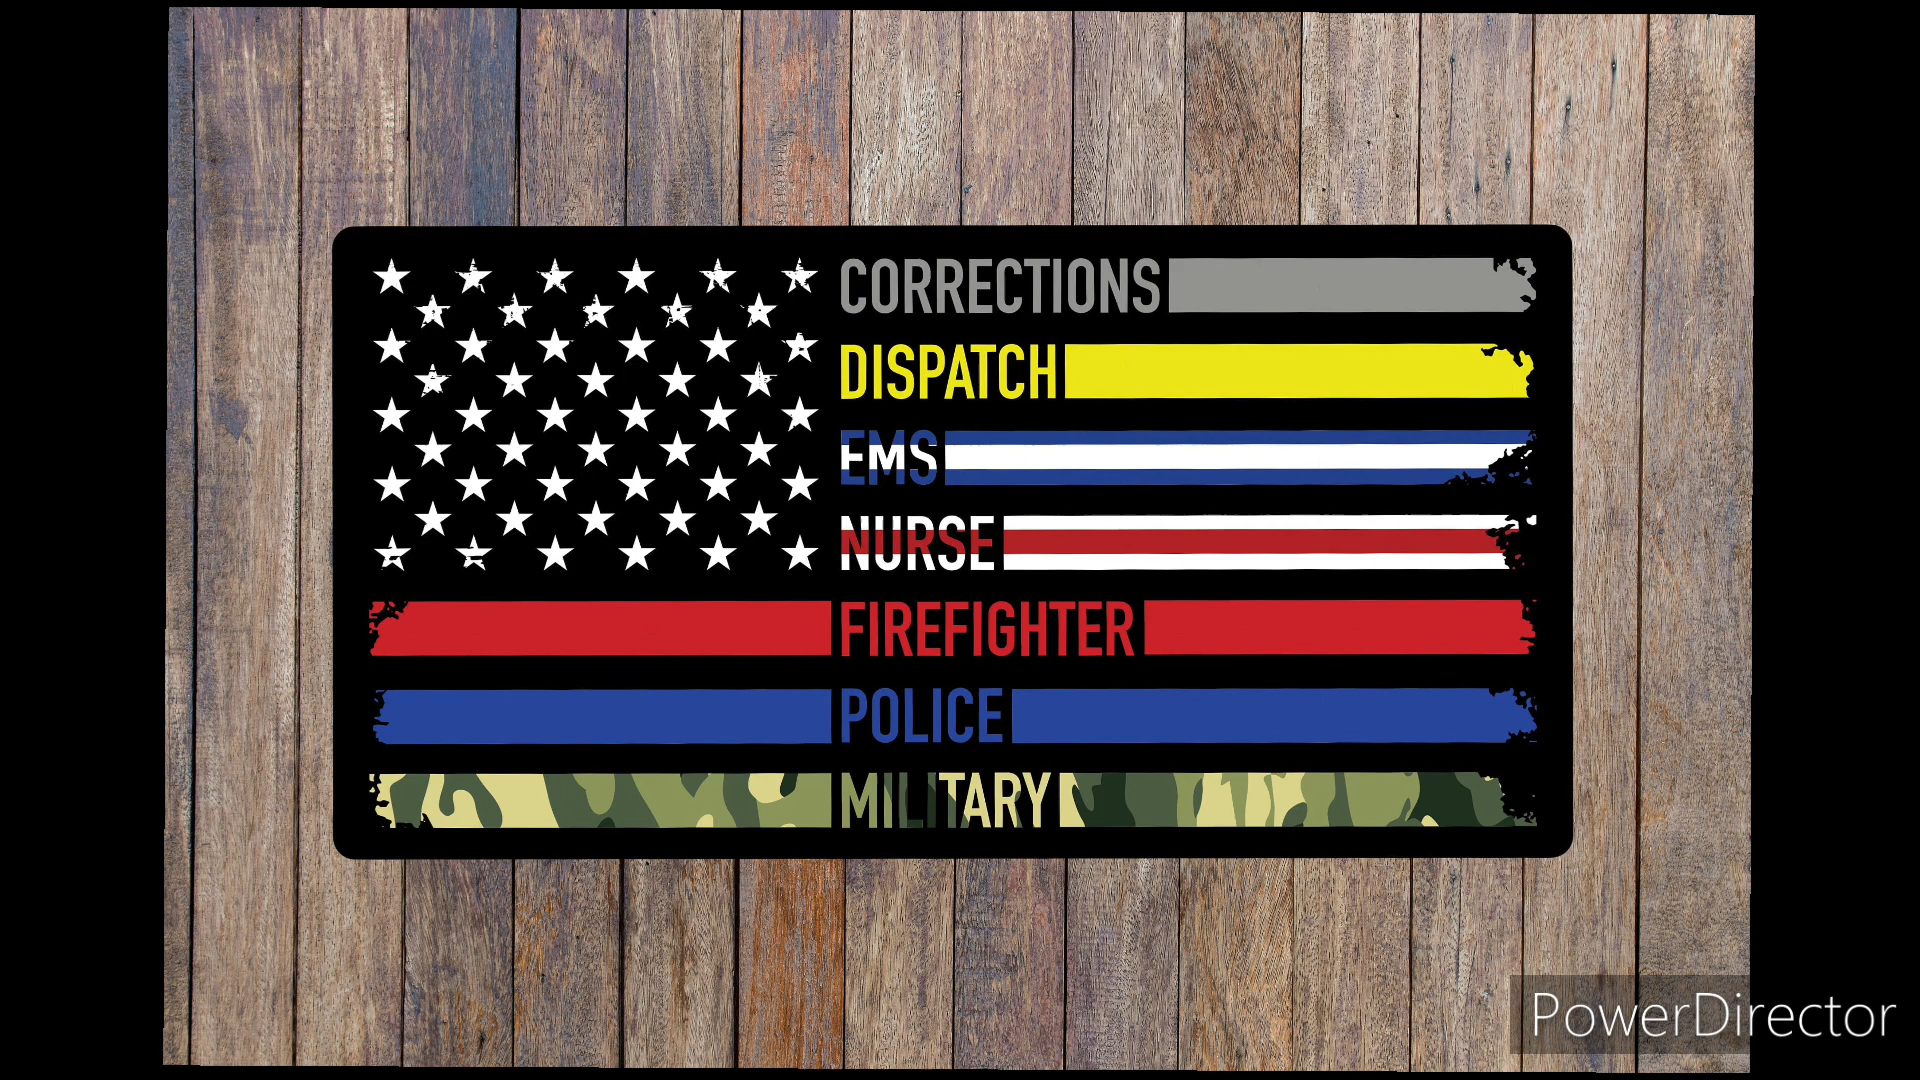 CORRECTIONS
DISPATCH
EMS
NURSE
FIREFIGHTER
POLICE
MILITARY
PowerDirector